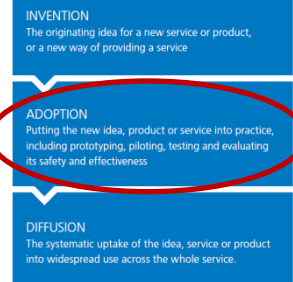 INVENTION
The originating idea for a new service or product,
or a new way of providing a service
ADOPTION
Putting the new idea, product or service into practice,
including prototyping, piloting, testing and evaluating
its safety and effectiveness
DIFFUSION
The systematic uptake of the idea, service or product
into widespread use across the whole service.